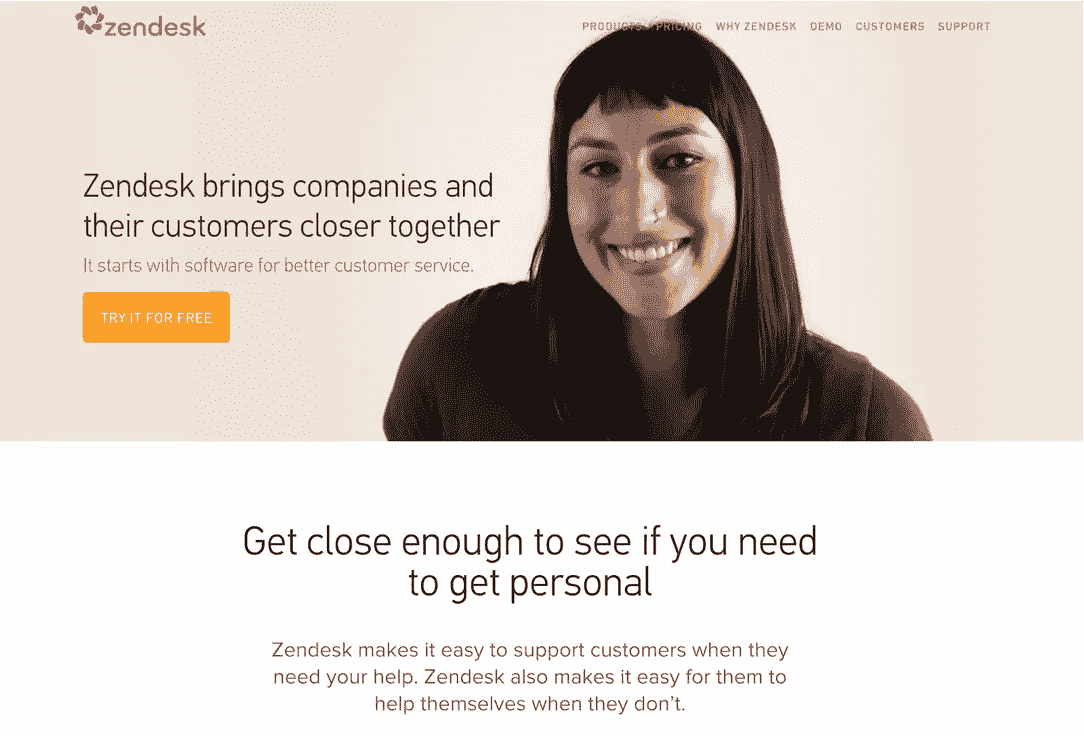 zendesk
PRODUCTS PRICING WHY ZENDESK DEMO CUSTOMERS SUPPORT
Zendesk brings companies and
their customers closer together
It starts with software for better customer service.
TRY IT FOR FREE
Get close enough to see if you need
to get personal
Zendesk makes it easy to support customers when they
need your help. Zendesk also makes it easy for them to
help themselves when they don’t.